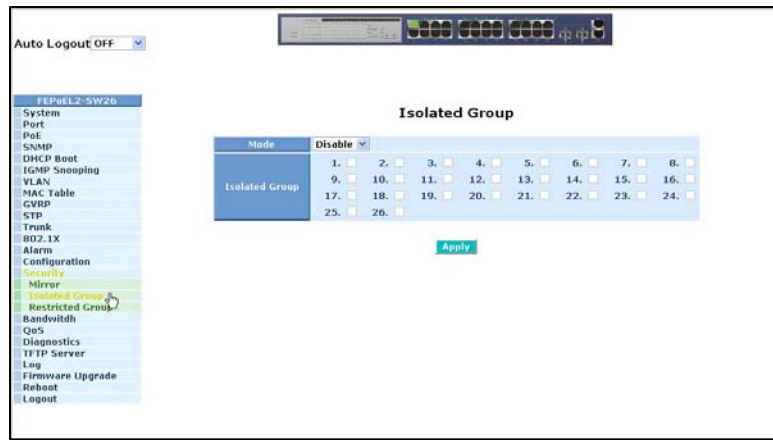 Auto Logout OFF
FEPoEL2-SW26
System
Port
PoE
SNMP
DHCP Boot
IGMP Snooping
VLAN
MAC Table
GVRP
STP
Trunk
802.1X
Alarm
Configuration
Security
Mirror
Isolated Group
Restricted Group
Bandwitdh
QoS
Diagnostics
TFTP Server
Log
Firmware Upgrade
Reboot
Logout
Isolated Group
Mode Disable
Isolated Group
1. 2. 3. 4. 5. 6. 7. 8.
9. 10. 11. 12. 13. 14. 15. 16.
17. 18. 19. 20. 21. 22. 23. 24.
25. 26.
Apply